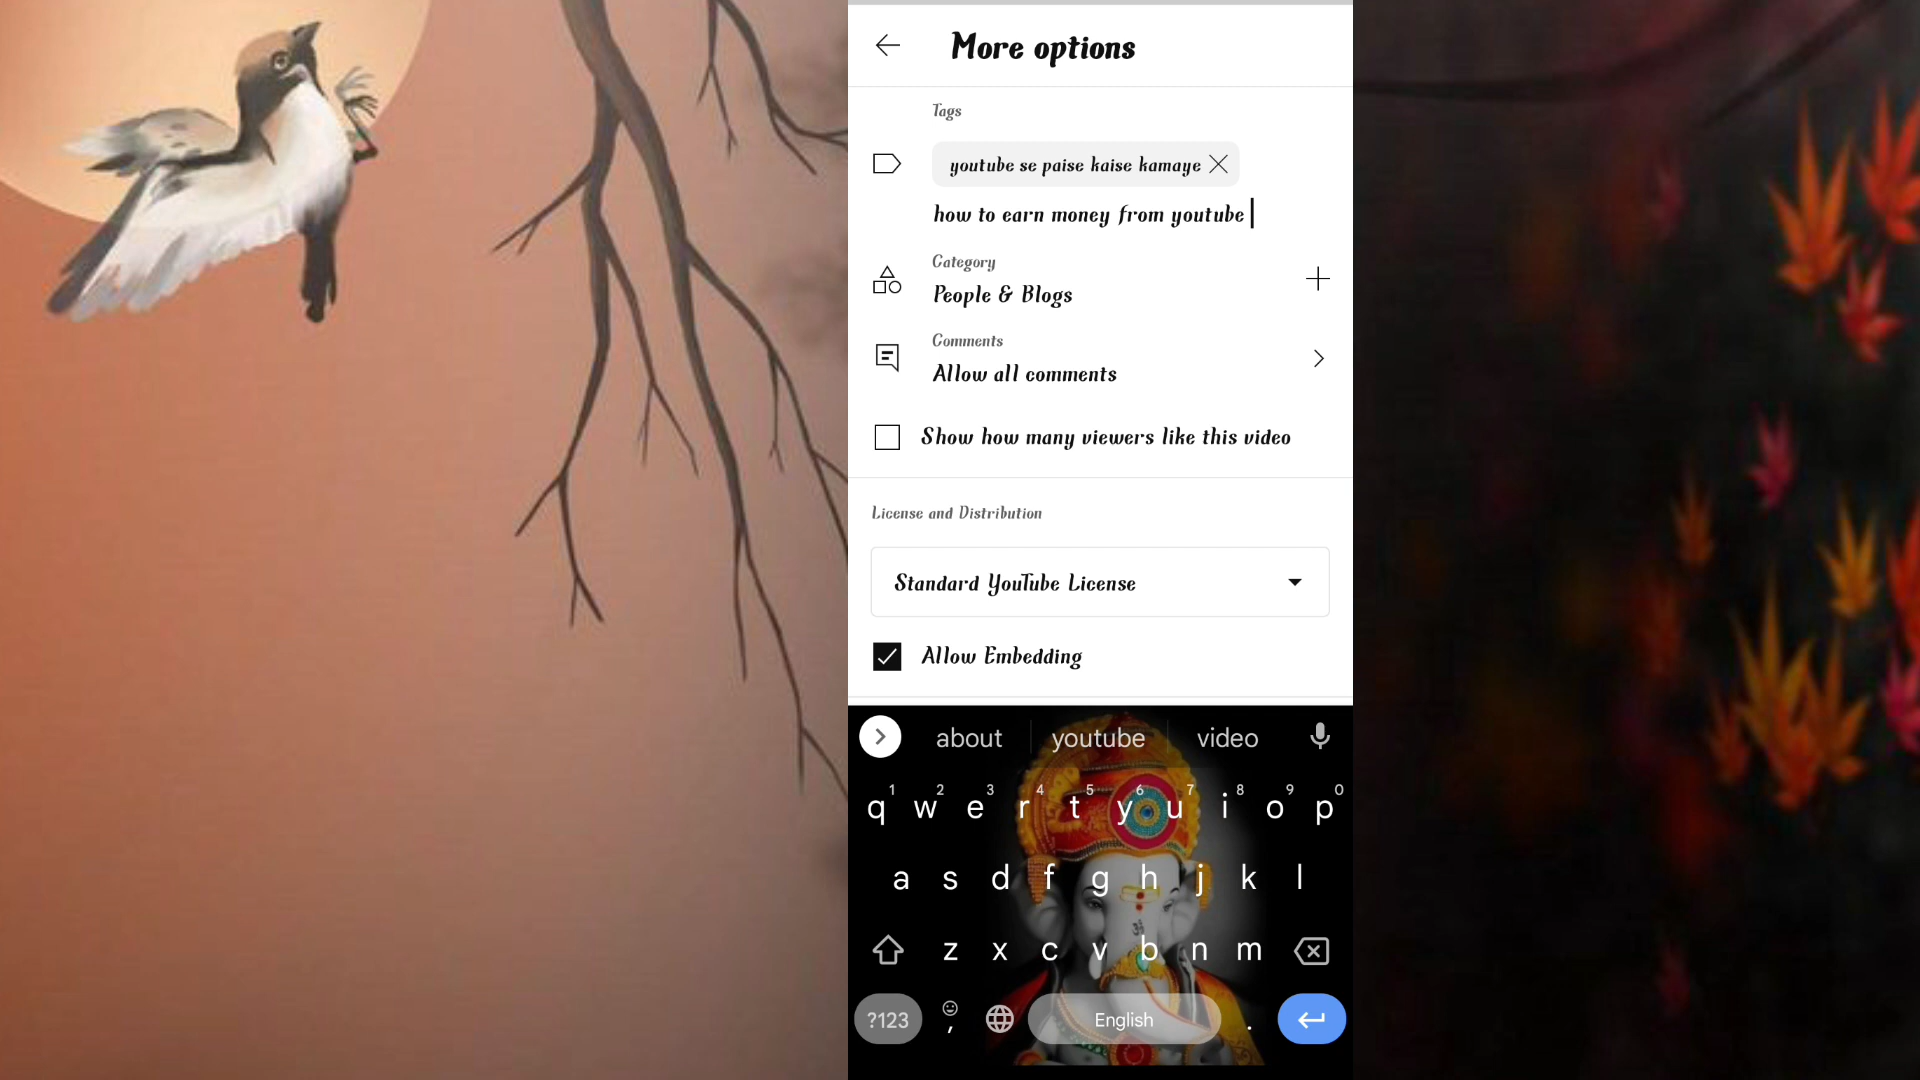 More options
Tags
youtube se paise kaise kamaye
how to earn money from youtube
Category
People & Blogs
Comments
Allow all comments
Show how many viewers like this video
License and Distribution
Standard YouTube License
Allow Embedding
about youtube video
1 2 3 4 5 6 7 8 9 0
q w e r t y u i o p
a s d f g h j k l
z x c v b n m
?123 , English .
ॐ